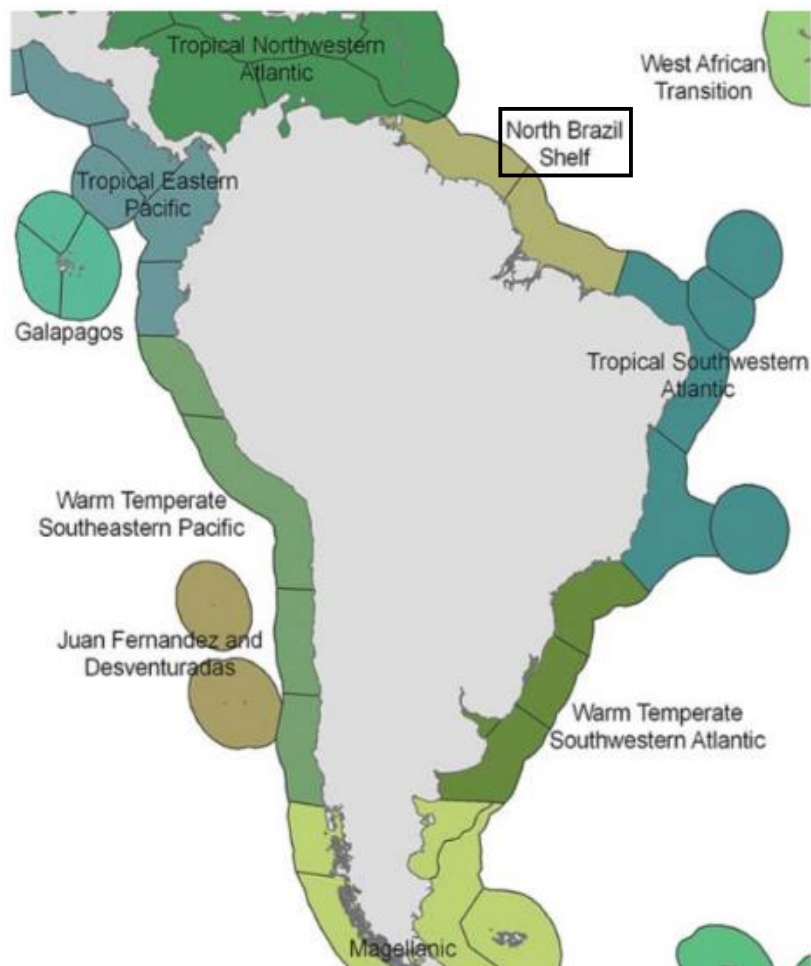 Tropical Northwestern
Atlantic
West African
Transition
North Brazil
Shelf
Tropical Eastern
Pacific
Galapagos
Tropical Southwestern
Atlantic
Warm Temperate
Southeastern Pacific
Juan Fernandez and
Desventuradas
Warm Temperate
Southwestern Atlantic
Magellanic